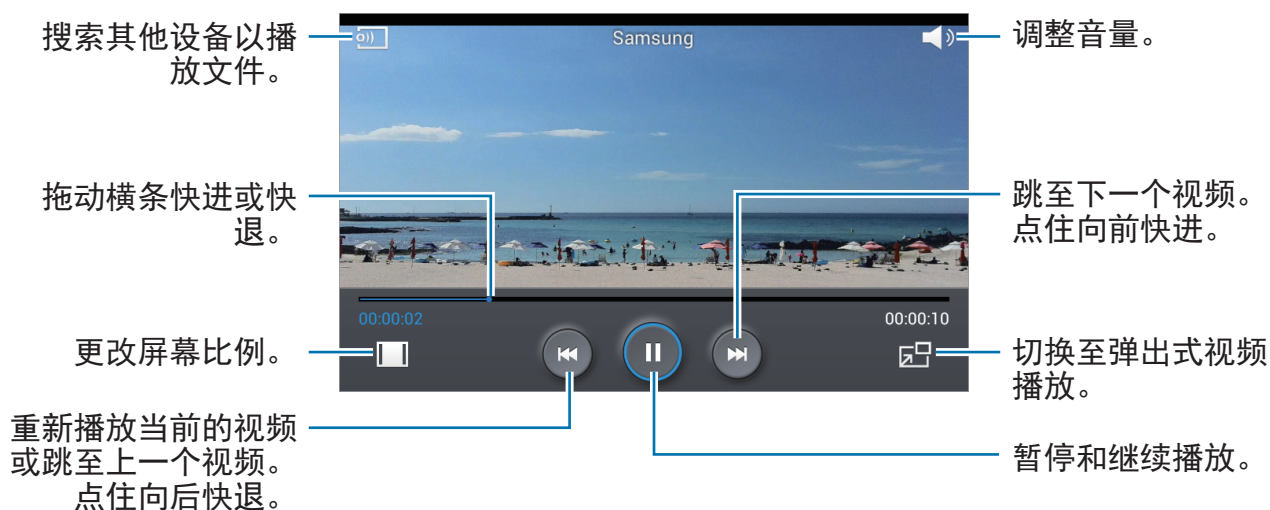 搜索其他设备以播
放文件。
Samsung
调整音量。
拖动横条快进或快
退。
跳至下一个视频。
点住向前快进。
00:00:02
00:00:10
更改屏幕比例。
切换至弹出式视频
播放。
重新播放当前的视频
或跳至上一个视频。
点住向后快退。
暂停和继续播放。